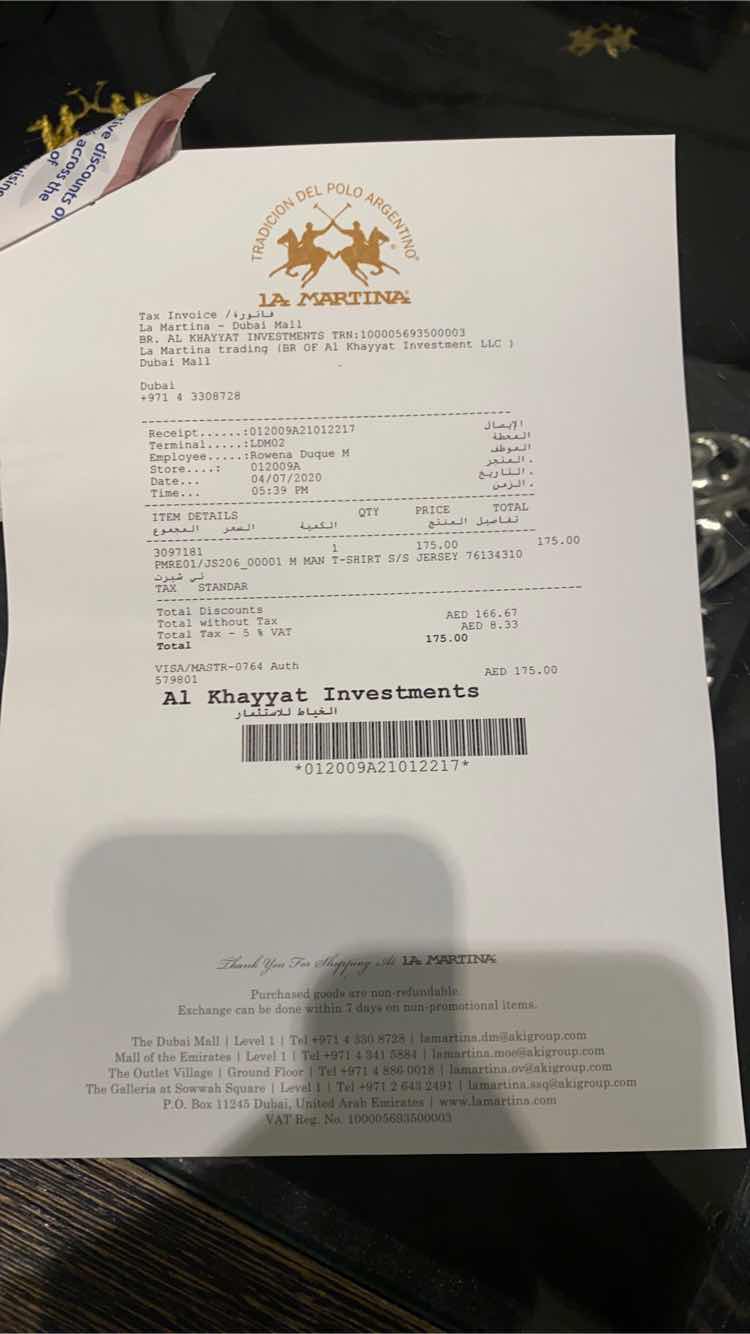 ive discounts of
across the
of
TRADICION DEL POLO ARGENTINO
LA MARTINA
Tax Invoice / فاتورة
La Martina - Dubai Mall
BR. AL KHAYYAT INVESTMENTS TRN:100005693500003
La Martina trading (BR OF Al Khayyat Investment LLC )
Dubai Mall
Dubai
+971 4 3308728
Receipt......:012009A21012217 الإيصال
Terminal.....:LDM02 المحطة
Employee.....:Rowena Duque M الموظف
Store....: 012009A المتجر .
Date... 04/07/2020 التاريخ .
Time... 05:39 PM الزمن .
ITEM DETAILS QTY PRICE TOTAL
المجموع السعر الكمية تفاصيل المنتج
3097181 1 175.00 175.00
PMRE01/JS206_00001 M MAN T-SHIRT S/S JERSEY 76134310
تي شيرت
TAX STANDAR
Total Discounts
Total without Tax AED 166.67
Total Tax - 5 % VAT AED 8.33
Total 175.00
VISA/MASTR-0764 Auth AED 175.00
579801
Al Khayyat Investments
الخياط للاستثمار
*012009A21012217*
Thank You For Shopping At LA MARTINA
Purchased goods are non-refundable.
Exchange can be done within 7 days on non-promotional items.
The Dubai Mall | Level 1 | Tel +971 4 330 8728 | lamartina.dm@akigroup.com
Mall of the Emirates | Level 1 | Tel +971 4 341 5884 | lamartina.moe@akigroup.com
The Outlet Village | Ground Floor | Tel +971 4 886 0018 | lamartina.ov@akigroup.com
The Galleria at Sowwah Square | Level 1 | Tel +971 2 643 2491 | lamartina.ssq@akigroup.com
P.O. Box 11245 Dubai, United Arab Emirates | www.lamartina.com
VAT Reg. No. 100005693500003